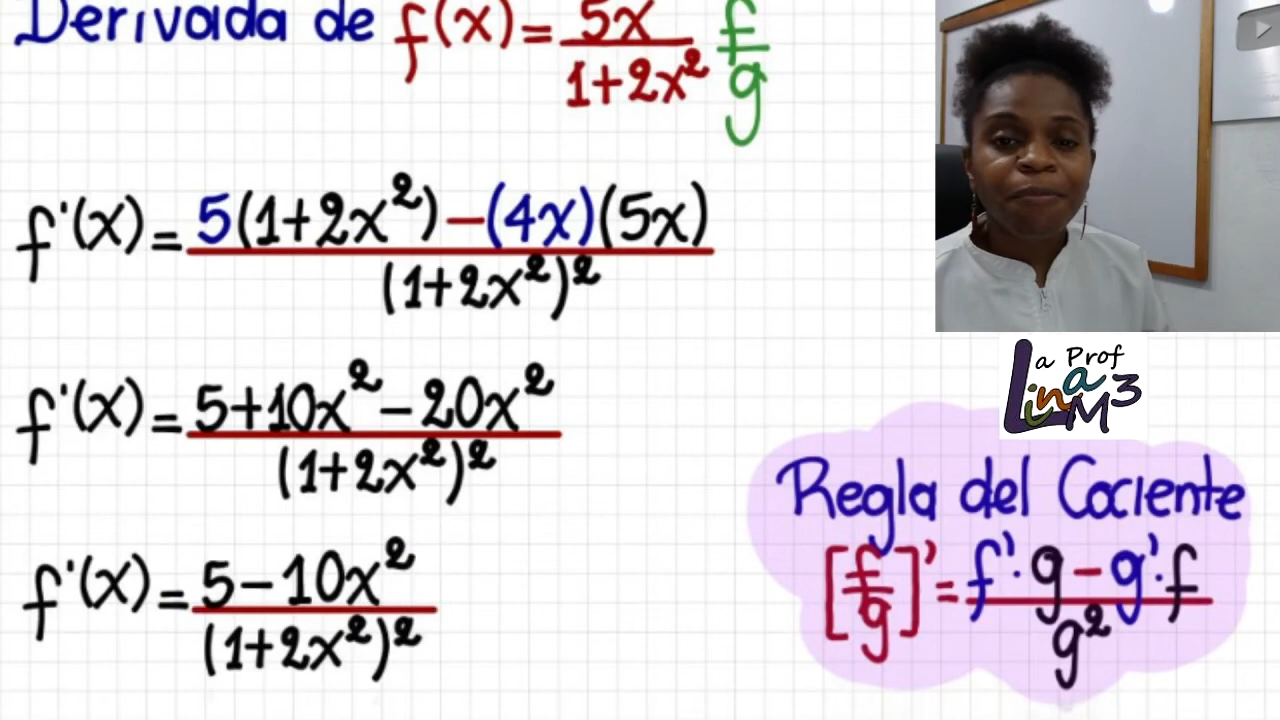 Derivada de f(x) = 5x / 1+2x² f/g
f'(x) = 5(1+2x²) − (4x)(5x) / (1+2x²)²
f'(x) = 5+10x² − 20x² / (1+2x²)²
f'(x) = 5 − 10x² / (1+2x²)²
La Prof
Lina M3
Regla del Cociente
[f/g]' = f'·g − g'·f / g²